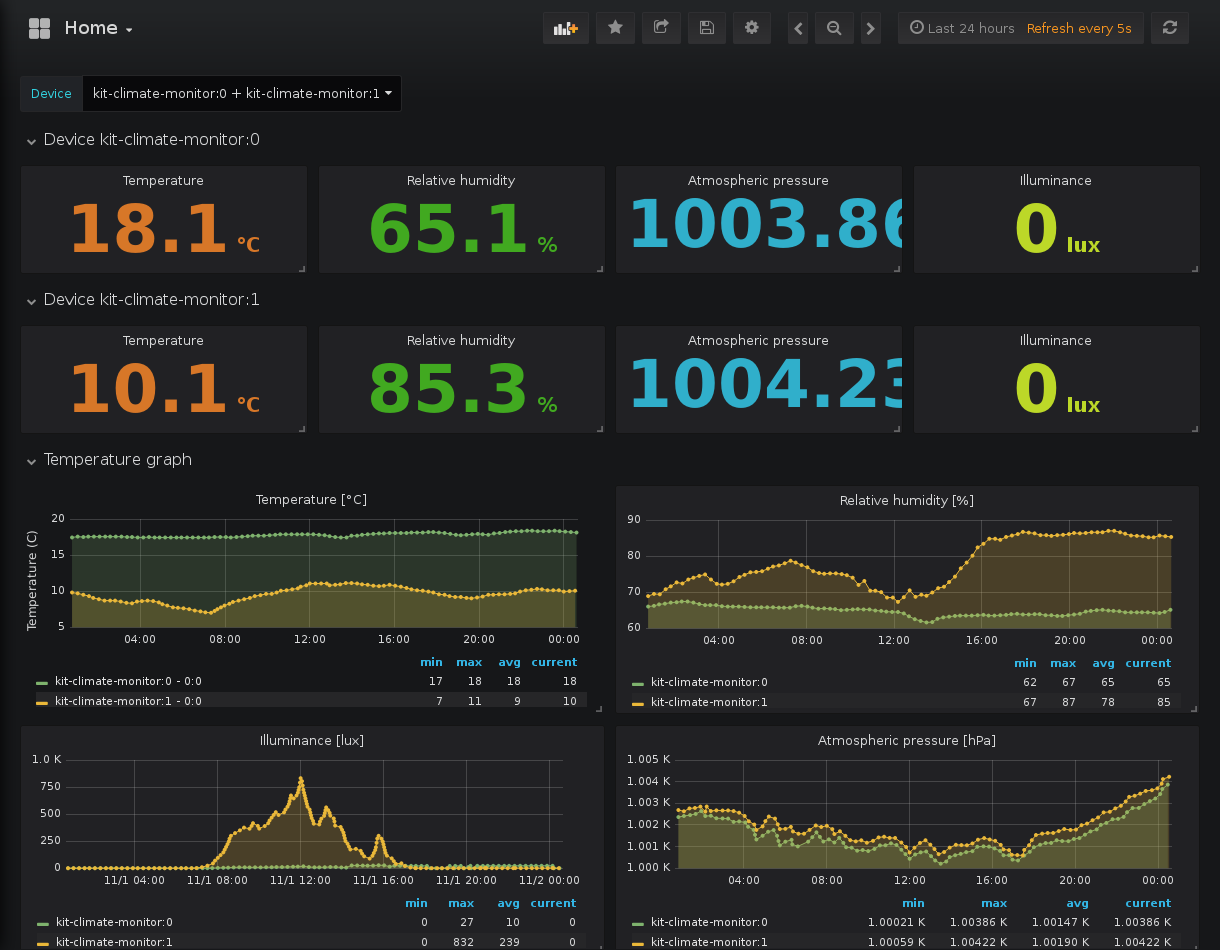 Home
Last 24 hours Refresh every 5s
Device kit-climate-monitor:0 + kit-climate-monitor:1
Device kit-climate-monitor:0
Temperature Relative humidity Atmospheric pressure Illuminance
18.1 °C 65.1 % 1003.86 0 lux
Device kit-climate-monitor:1
Temperature Relative humidity Atmospheric pressure Illuminance
10.1 °C 85.3 % 1004.23 0 lux
Temperature graph
Temperature [°C]
Temperature (C)
20
15
10
5
04:00 08:00 12:00 16:00 20:00 00:00
min max avg current
kit-climate-monitor:0 - 0:0 17 18 18 18
kit-climate-monitor:1 - 0:0 7 11 9 10
Relative humidity [%]
90
80
70
60
04:00 08:00 12:00 16:00 20:00 00:00
min max avg current
kit-climate-monitor:0 62 67 65 65
kit-climate-monitor:1 67 87 78 85
Illuminance [lux]
1.0 K
750
500
250
0
11/1 04:00 11/1 08:00 11/1 12:00 11/1 16:00 11/1 20:00 11/2 00:00
min max avg current
kit-climate-monitor:0 0 27 10 0
kit-climate-monitor:1 0 832 239 0
Atmospheric pressure [hPa]
1.005 K
1.004 K
1.003 K
1.002 K
1.001 K
1.000 K
04:00 08:00 12:00 16:00 20:00 00:00
min max avg current
kit-climate-monitor:0 1.00021 K 1.00386 K 1.00147 K 1.00386 K
kit-climate-monitor:1 1.00059 K 1.00422 K 1.00190 K 1.00422 K